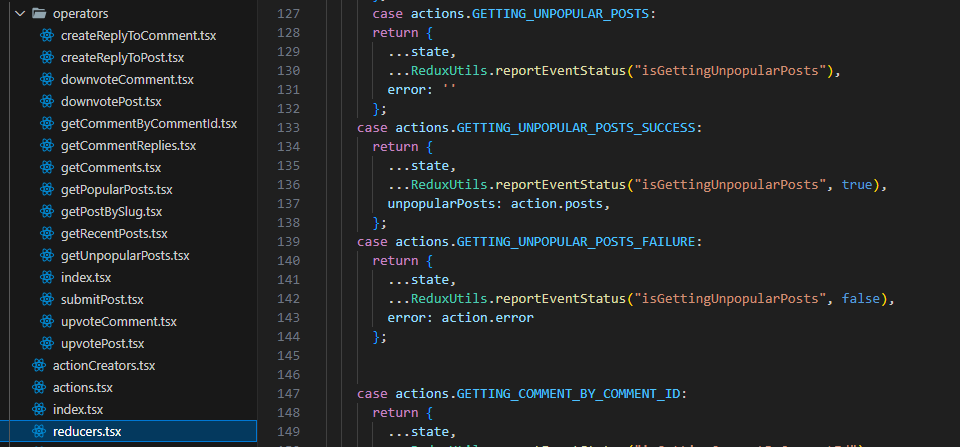 operators
createReplyToComment.tsx
createReplyToPost.tsx
downvoteComment.tsx
downvotePost.tsx
getCommentByCommentId.tsx
getCommentReplies.tsx
getComments.tsx
getPopularPosts.tsx
getPostBySlug.tsx
getRecentPosts.tsx
getUnpopularPosts.tsx
index.tsx
submitPost.tsx
upvoteComment.tsx
upvotePost.tsx
actionCreators.tsx
actions.tsx
index.tsx
reducers.tsx
127 case actions.GETTING_UNPOPULAR_POSTS:
128 return {
129 ...state,
130 ...ReduxUtils.reportEventStatus("isGettingUnpopularPosts"),
131 error: ''
132 };
133 case actions.GETTING_UNPOPULAR_POSTS_SUCCESS:
134 return {
135 ...state,
136 ...ReduxUtils.reportEventStatus("isGettingUnpopularPosts", true),
137 unpopularPosts: action.posts,
138 };
139 case actions.GETTING_UNPOPULAR_POSTS_FAILURE:
140 return {
141 ...state,
142 ...ReduxUtils.reportEventStatus("isGettingUnpopularPosts", false),
143 error: action.error
144 };
145
146
147 case actions.GETTING_COMMENT_BY_COMMENT_ID:
148 return {
149 ...state,